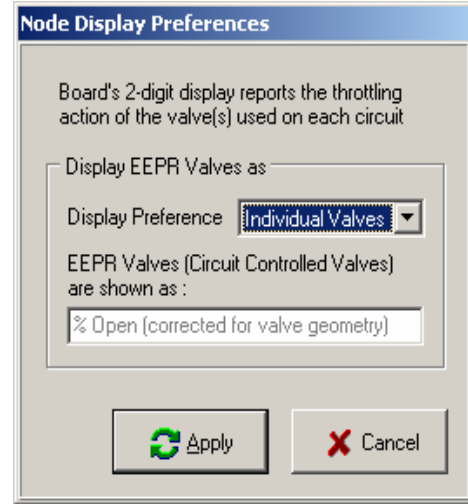 Node Display Preferences
Board's 2-digit display reports the throttling
action of the valve(s) used on each circuit
Display EEPR Valves as
Display Preference Individual Valves
EEPR Valves (Circuit Controlled Valves)
are shown as :
% Open (corrected for valve geometry)
Apply Cancel